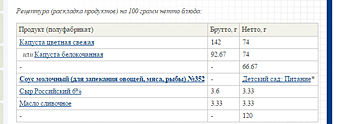 Рецептура (раскладка продуктов) на 100 грамм нетто блюда:
Продукт (полуфабрикат) Брутто, г Нетто, г
Капуста цветная свежая 142 74
или Капуста белокочанная 92.67 74
- - 66.67
Соус молочный (для запекания овощей, мяса, рыбы) №352 - Детский сад: Питание*
Сыр Российский 3.6 3.33
Масло сливочное 3.33 3.33
- - 120